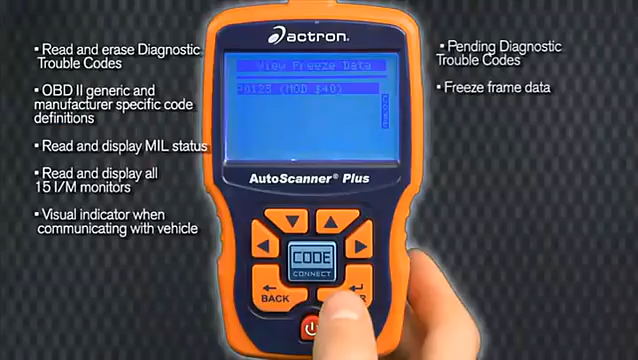 actron®
View Freeze Data
P0123 (MOD $40)
AutoScanner® Plus
CODE
CONNECT
BACK
• Read and erase Diagnostic
Trouble Codes
• OBD II generic and
manufacturer specific code
definitions
• Read and display MIL status
• Read and display all
15 I/M monitors
• Visual indicator when
communicating with vehicle
• Pending Diagnostic
Trouble Codes
• Freeze frame data